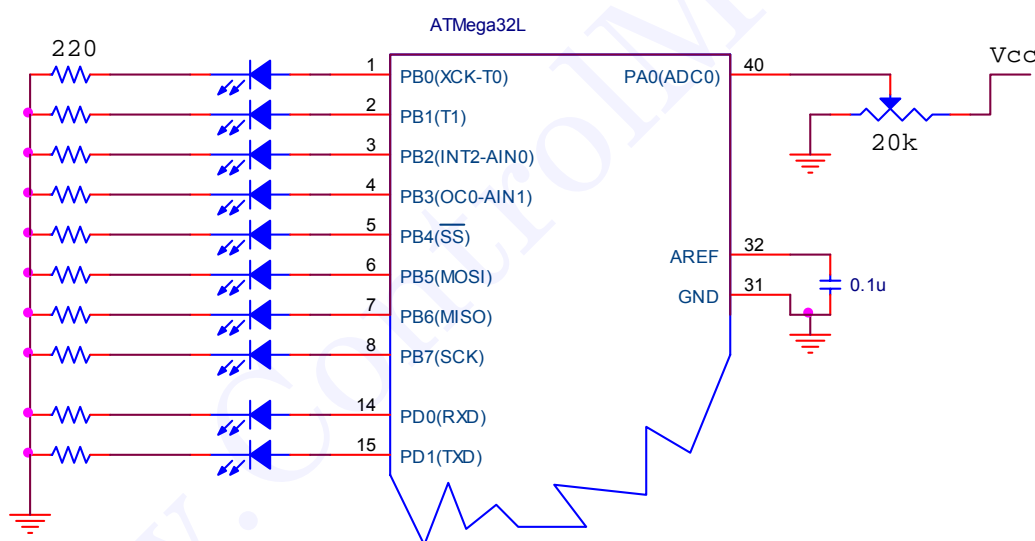 ATMega32L
220
1 PB0(XCK-T0) PA0(ADC0) 40 Vcc
2 PB1(T1)
20k
3 PB2(INT2-AIN0)
4 PB3(OC0-AIN1)
5 PB4(S̅S̅)
6 PB5(MOSI)
7 PB6(MISO)
8 PB7(SCK)
AREF 32
GND 31
0.1u
14 PD0(RXD)
15 PD1(TXD)